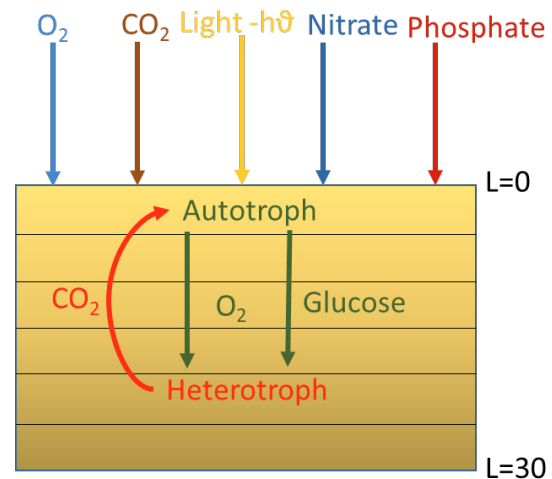 O₂ CO₂ Light -hϑ Nitrate Phosphate
L=0
Autotroph
CO₂ O₂ Glucose
Heterotroph
L=30